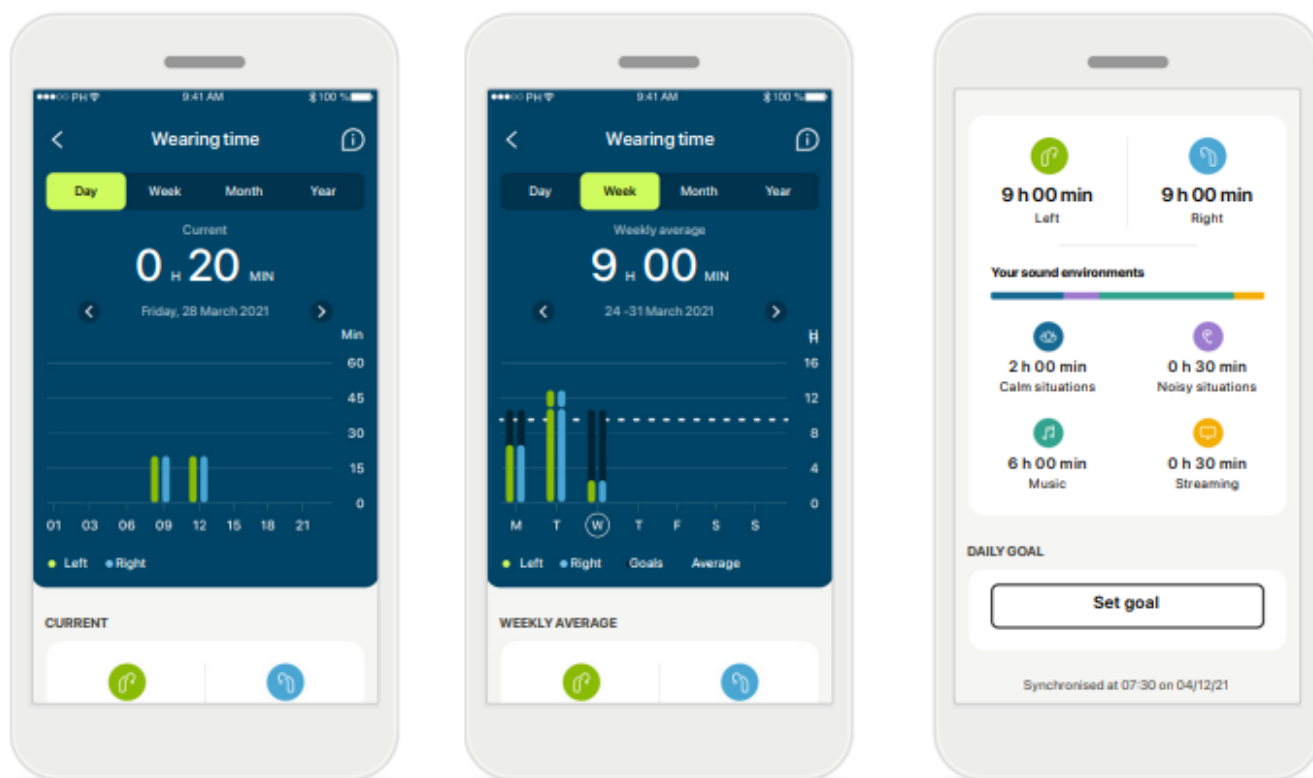 PH 9:41 AM 100 %
Wearing time
Day Week Month Year
Current
0 H 20 MIN
Friday, 28 March 2021
Min
60
45
30
15
0
01 03 06 09 12 15 18 21
Left Right
CURRENT
PH 9:41 AM 100 %
Wearing time
Day Week Month Year
Weekly average
9 H 00 MIN
24 -31 March 2021
H
16
12
8
4
0
M T W T F S S
Left Right Goals Average
WEEKLY AVERAGE
9 h 00 min 9 h 00 min
Left Right
Your sound environments
2 h 00 min 0 h 30 min
Calm situations Noisy situations
6 h 00 min 0 h 30 min
Music Streaming
DAILY GOAL
Set goal
Synchronised at 07:30 on 04/12/21